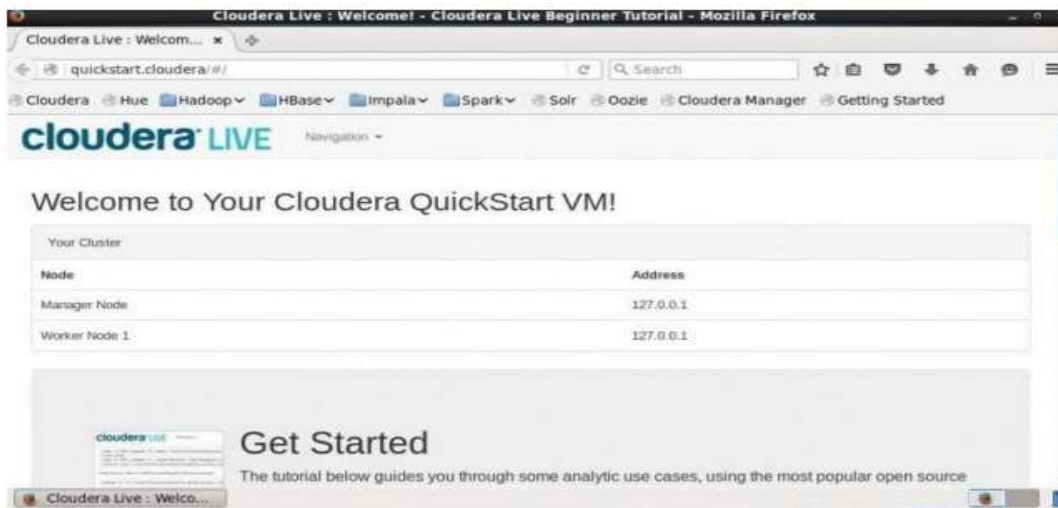 Cloudera Live : Welcome! - Cloudera Live Beginner Tutorial - Mozilla Firefox
Cloudera Live : Welcom...
quickstart.cloudera/#/
Search
Cloudera Hue Hadoop HBase Impala Spark Solr Oozie Cloudera Manager Getting Started
cloudera LIVE Navigation
Welcome to Your Cloudera QuickStart VM!
Your Cluster
Node Address
Manager Node 127.0.0.1
Worker Node 1 127.0.0.1
cloudera LIVE
Get Started
The tutorial below guides you through some analytic use cases, using the most popular open source
Cloudera Live : Welco...